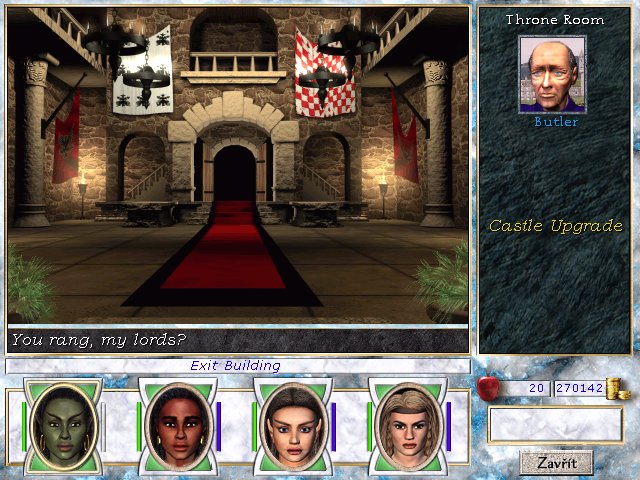 Throne Room
Butler
Castle Upgrade
You rang, my lords?
Exit Building
20 270142
Zavřít